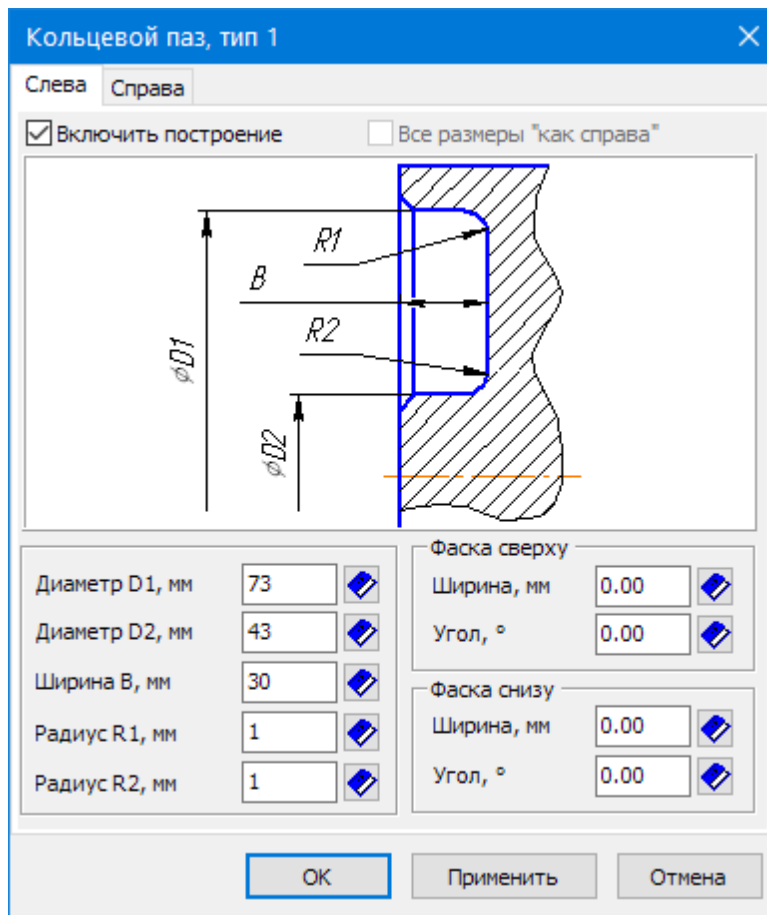 Кольцевой паз, тип 1
Слева Справа
Включить построение Все размеры "как справа"
R1
B
R2
⌀D1
⌀D2
Диаметр D1, мм 73
Диаметр D2, мм 43
Ширина B, мм 30
Радиус R1, мм 1
Радиус R2, мм 1
Фаска сверху
Ширина, мм 0.00
Угол, ° 0.00
Фаска снизу
Ширина, мм 0.00
Угол, ° 0.00
OK Применить Отмена